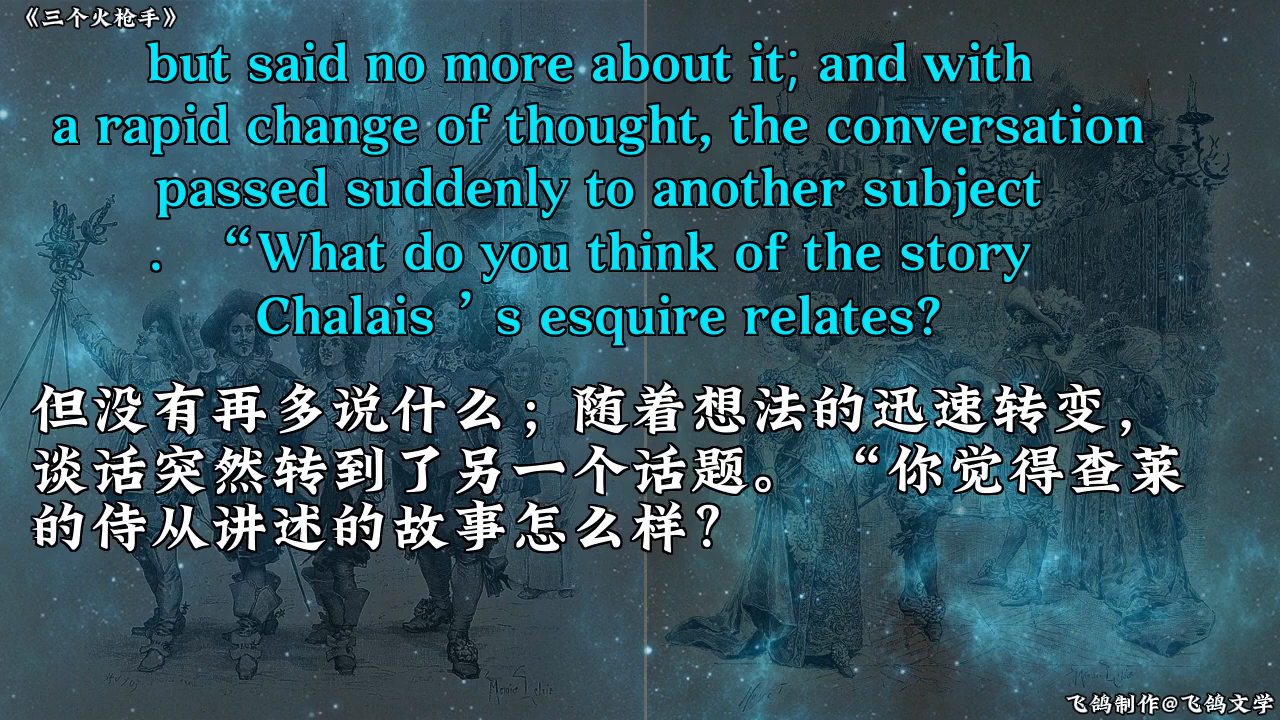 《三个火枪手》
but said no more about it; and with
a rapid change of thought, the conversation
passed suddenly to another subject
. “What do you think of the story
Chalais ’ s esquire relates?
但没有再多说什么；随着想法的迅速转变，
谈话突然转到了另一个话题。 “你觉得查莱
的侍从讲述的故事怎么样？
飞鸽制作@飞鸽文学